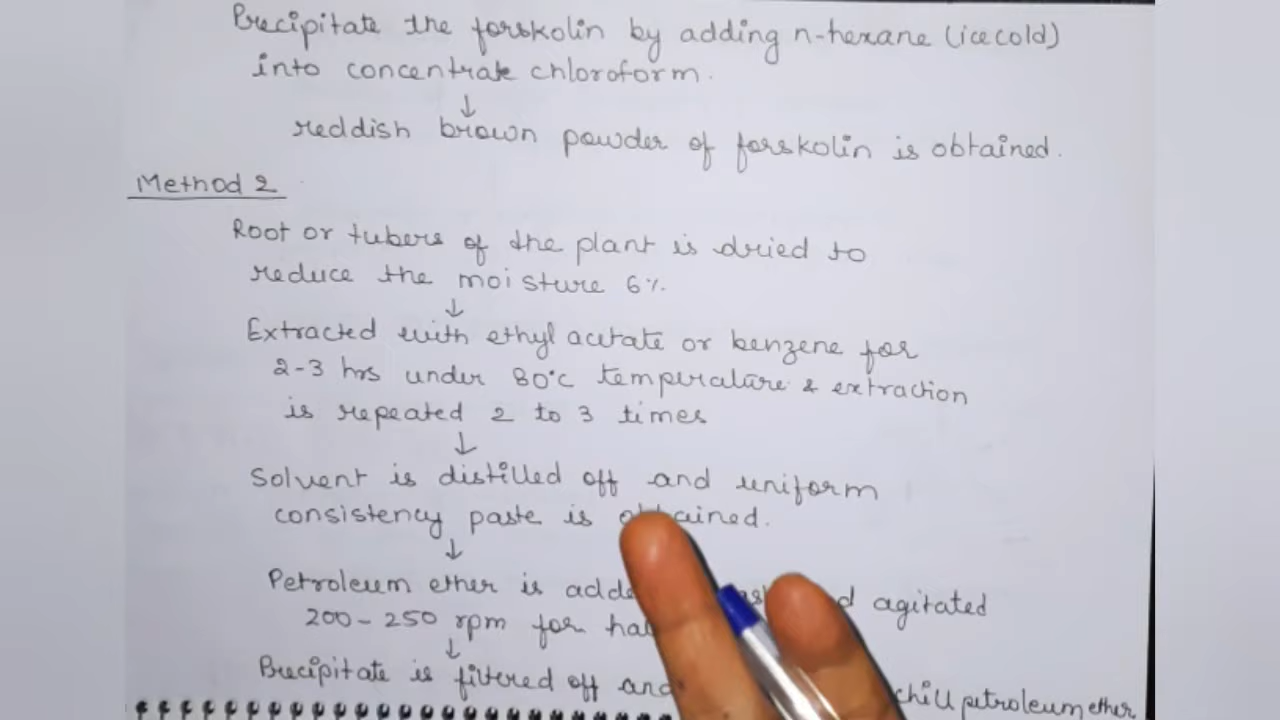 Precipitate the forskolin by adding n-hexane (ice cold)
into concentrate chloroform.
↓
reddish brown powder of forskolin is obtained.
Method 2
Root or tubers of the plant is dried to
reduce the moisture 6%.
↓
Extracted with ethyl acetate or benzene for
2-3 hrs under 80°c temperature & extraction
is repeated 2 to 3 times
↓
Solvent is distilled off and uniform
consistency paste is obtained.
↓
Petroleum ether is agitated
200-250 rpm for
↓
Precipitate is filtered off and chill petroleum ether